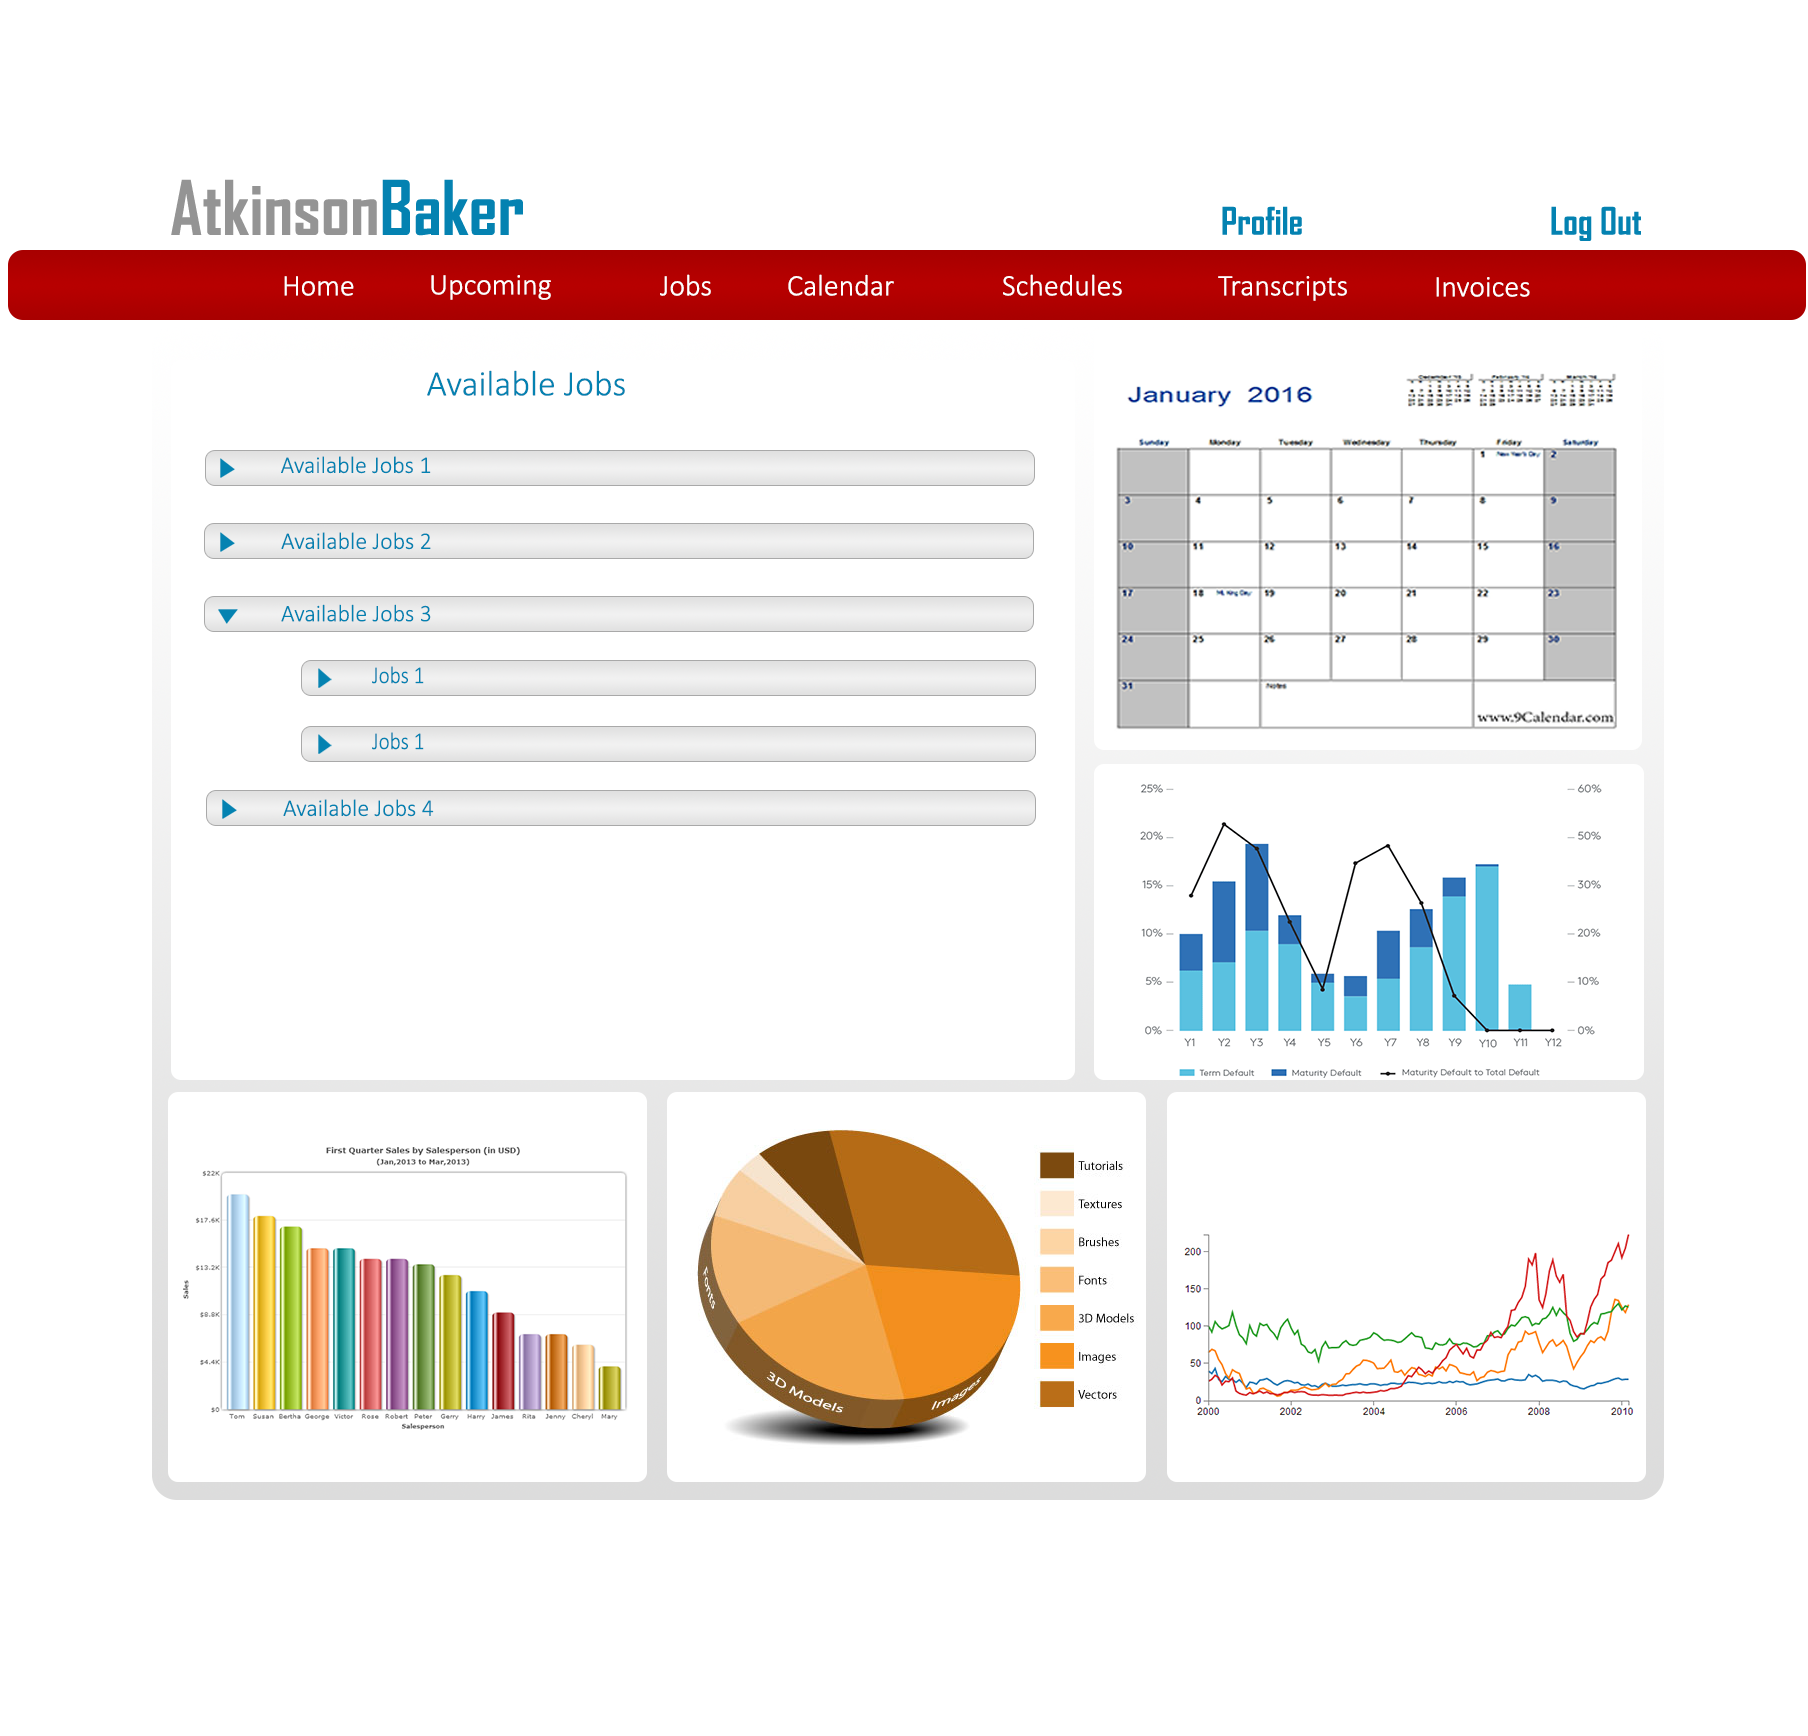 AtkinsonBaker
Profile Log Out
Home Upcoming Jobs Calendar Schedules Transcripts Invoices
Available Jobs
Available Jobs 1
Available Jobs 2
Available Jobs 3
Jobs 1
Jobs 1
Available Jobs 4
January 2016
Sunday Monday Tuesday Wednesday Thursday Friday Saturday
1 New Year's Day 2
3 4 5 6 7 8 9
10 11 12 13 14 15 16
17 18 ML King Day 19 20 21 22 23
24 25 26 27 28 29 30
31 Notes
www.9Calendar.com
25% 60%
20% 50%
15% 30%
10% 20%
5% 10%
0% 0%
Y1 Y2 Y3 Y4 Y5 Y6 Y7 Y8 Y9 Y10 Y11 Y12
Term Default Maturity Default Maturity Default to Total Default
First Quarter Sales by Salesperson (in USD)
(Jan,2013 to Mar,2013)
$22K
$17.6K
$13.2K
$8.8K
$4.4K
$0
Sales
Tom Susan Bertha George Victor Rose Robert Peter Gerry Harry James Rita Jenny Cheryl Mary
Salesperson
Fonts
3D Models
Images
Tutorials
Textures
Brushes
Fonts
3D Models
Images
Vectors
200
150
100
50
0
2000 2002 2004 2006 2008 2010